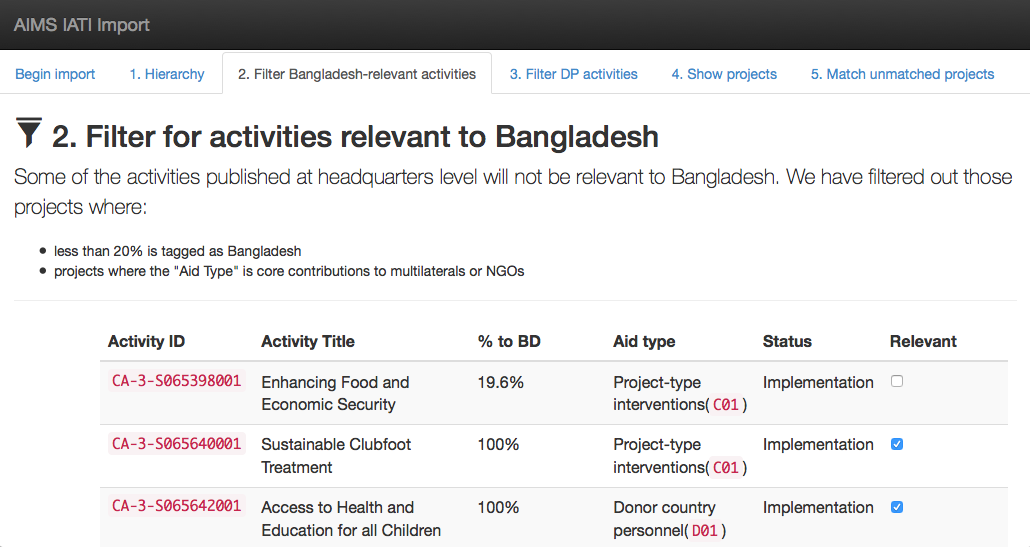 AIMS IATI Import
Begin import 1. Hierarchy 2. Filter Bangladesh-relevant activities 3. Filter DP activities 4. Show projects 5. Match unmatched projects
2. Filter for activities relevant to Bangladesh
Some of the activities published at headquarters level will not be relevant to Bangladesh. We have filtered out those
projects where:
less than 20% is tagged as Bangladesh
projects where the "Aid Type" is core contributions to multilaterals or NGOs
Activity ID Activity Title % to BD Aid type Status Relevant
CA-3-S065398001 Enhancing Food and 19.6% Project-type Implementation
Economic Security interventions( C01 )
CA-3-S065640001 Sustainable Clubfoot 100% Project-type Implementation
Treatment interventions( C01 )
CA-3-S065642001 Access to Health and 100% Donor country Implementation
Education for all Children personnel( D01 )